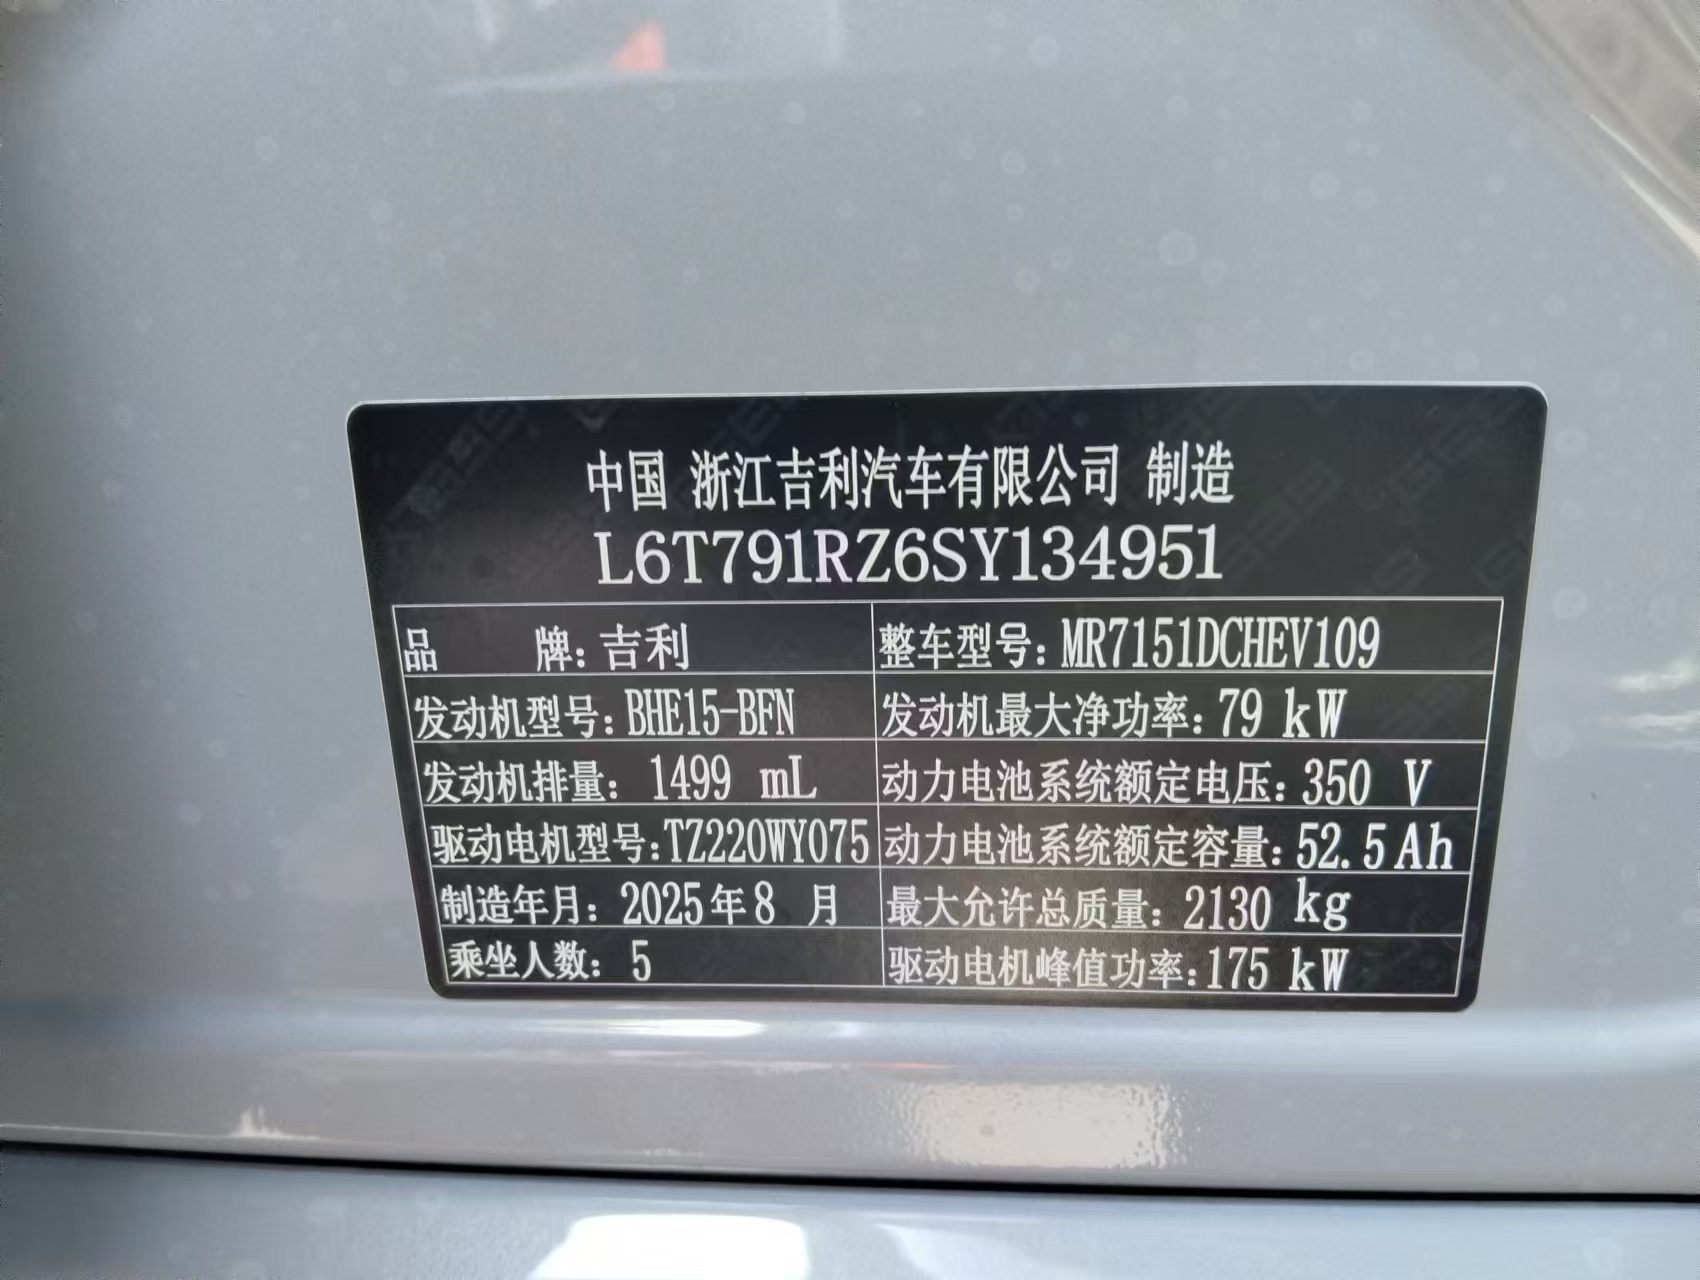 中国 浙江吉利汽车有限公司 制造
L6T791RZ6SY134951
品 牌: 吉利 整车型号: MR7151DCHEV109
发动机型号: BHE15-BFN 发动机最大净功率: 79 kW
发动机排量: 1499 mL 动力电池系统额定电压: 350 V
驱动电机型号: TZ220WY075 动力电池系统额定容量: 52.5 Ah
制造年月: 2025年8 月 最大允许总质量: 2130 kg
乘坐人数: 5 驱动电机峰值功率: 175 kW